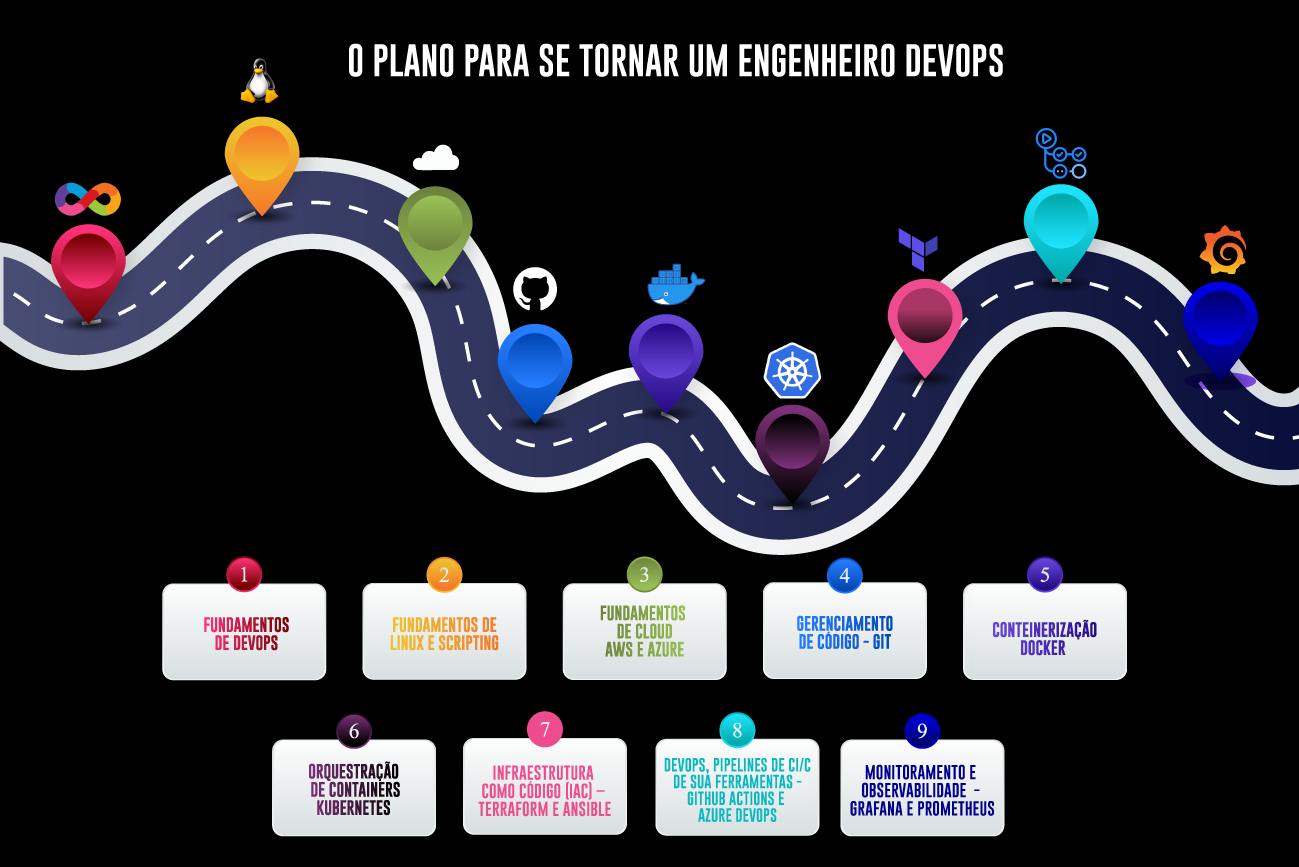 O PLANO PARA SE TORNAR UM ENGENHEIRO DEVOPS
1
FUNDAMENTOS
DE DEVOPS
2
FUNDAMENTOS DE
LINUX E SCRIPTING
3
FUNDAMENTOS
DE CLOUD
AWS E AZURE
4
GERENCIAMENTO
DE CÓDIGO - GIT
5
CONTEINERIZAÇÃO
DOCKER
6
ORQUESTRAÇÃO
DE CONTAINERS
KUBERNETES
7
INFRAESTRUTURA
COMO CÓDIGO (IAC) –
TERRAFORM E ANSIBLE
8
DEVOPS, PIPELINES DE CI/C
DE SUA FERRAMENTAS -
GITHUB ACTIONS E
AZURE DEVOPS
9
MONITORAMENTO E
OBSERVABILIDADE -
GRAFANA E PROMETHEUS